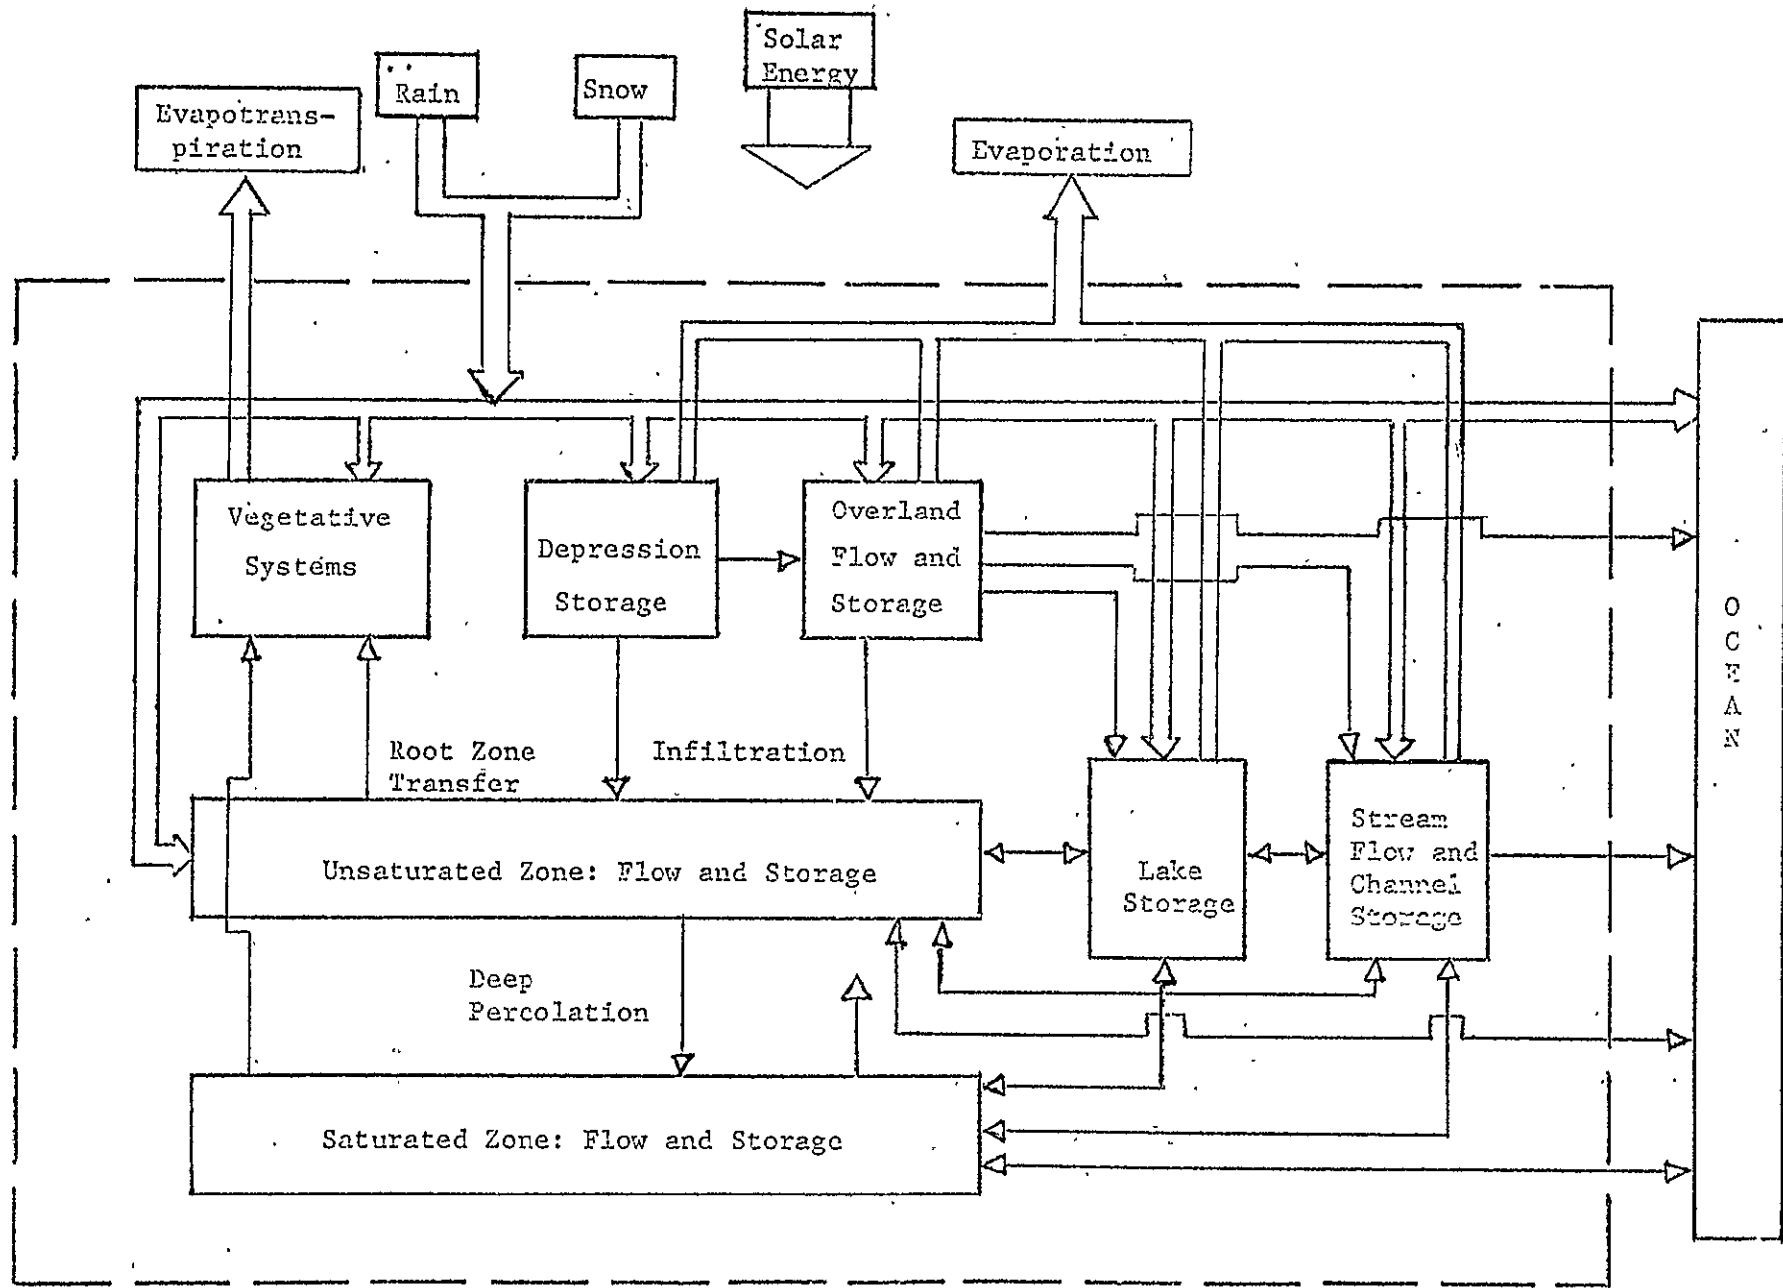 Solar
Energy
Rain
Snow
Evapotrans-
piration
Evaporation
Vegetative
Systems
Depression
Storage
Overland
Flow and
Storage
OCEAN
Root Zone
Transfer
Infiltration
Unsaturated Zone: Flow and Storage
Lake
Storage
Stream
Flow and
Channel
Storage
Deep
Percolation
Saturated Zone: Flow and Storage